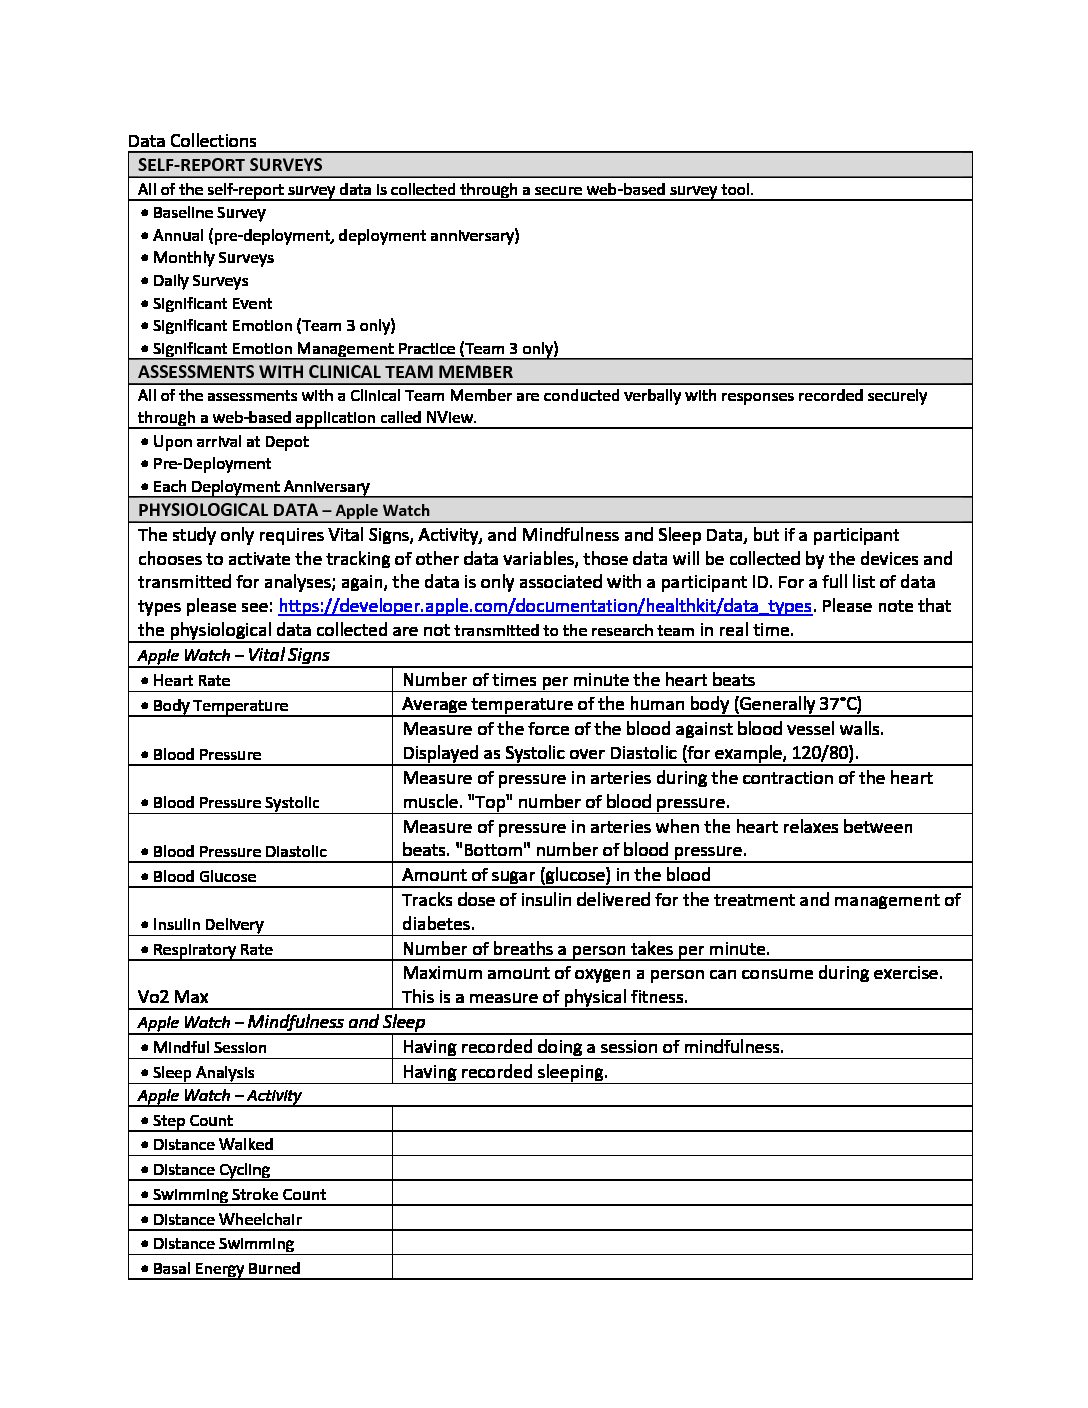 Data Collections
SELF-REPORT SURVEYS
All of the self-report survey data is collected through a secure web-based survey tool.
• Baseline Survey
• Annual (pre-deployment, deployment anniversary)
• Monthly Surveys
• Daily Surveys
• Significant Event
• Significant Emotion (Team 3 only)
• Significant Emotion Management Practice (Team 3 only)
ASSESSMENTS WITH CLINICAL TEAM MEMBER
All of the assessments with a Clinical Team Member are conducted verbally with responses recorded securely
through a web-based application called NView.
• Upon arrival at Depot
• Pre-Deployment
• Each Deployment Anniversary
PHYSIOLOGICAL DATA – Apple Watch
The study only requires Vital Signs, Activity, and Mindfulness and Sleep Data, but if a participant
chooses to activate the tracking of other data variables, those data will be collected by the devices and
transmitted for analyses; again, the data is only associated with a participant ID. For a full list of data
types please see: https://developer.apple.com/documentation/healthkit/data_types. Please note that
the physiological data collected are not transmitted to the research team in real time.
Apple Watch – Vital Signs
• Heart Rate Number of times per minute the heart beats
• Body Temperature Average temperature of the human body (Generally 37°C)
Measure of the force of the blood against blood vessel walls.
• Blood Pressure Displayed as Systolic over Diastolic (for example, 120/80).
Measure of pressure in arteries during the contraction of the heart
• Blood Pressure Systolic muscle. "Top" number of blood pressure.
Measure of pressure in arteries when the heart relaxes between
• Blood Pressure Diastolic beats. "Bottom" number of blood pressure.
• Blood Glucose Amount of sugar (glucose) in the blood
Tracks dose of insulin delivered for the treatment and management of
• Insulin Delivery diabetes.
• Respiratory Rate Number of breaths a person takes per minute.
Maximum amount of oxygen a person can consume during exercise.
Vo2 Max This is a measure of physical fitness.
Apple Watch – Mindfulness and Sleep
• Mindful Session Having recorded doing a session of mindfulness.
• Sleep Analysis Having recorded sleeping.
Apple Watch – Activity
• Step Count
• Distance Walked
• Distance Cycling
• Swimming Stroke Count
• Distance Wheelchair
• Distance Swimming
• Basal Energy Burned